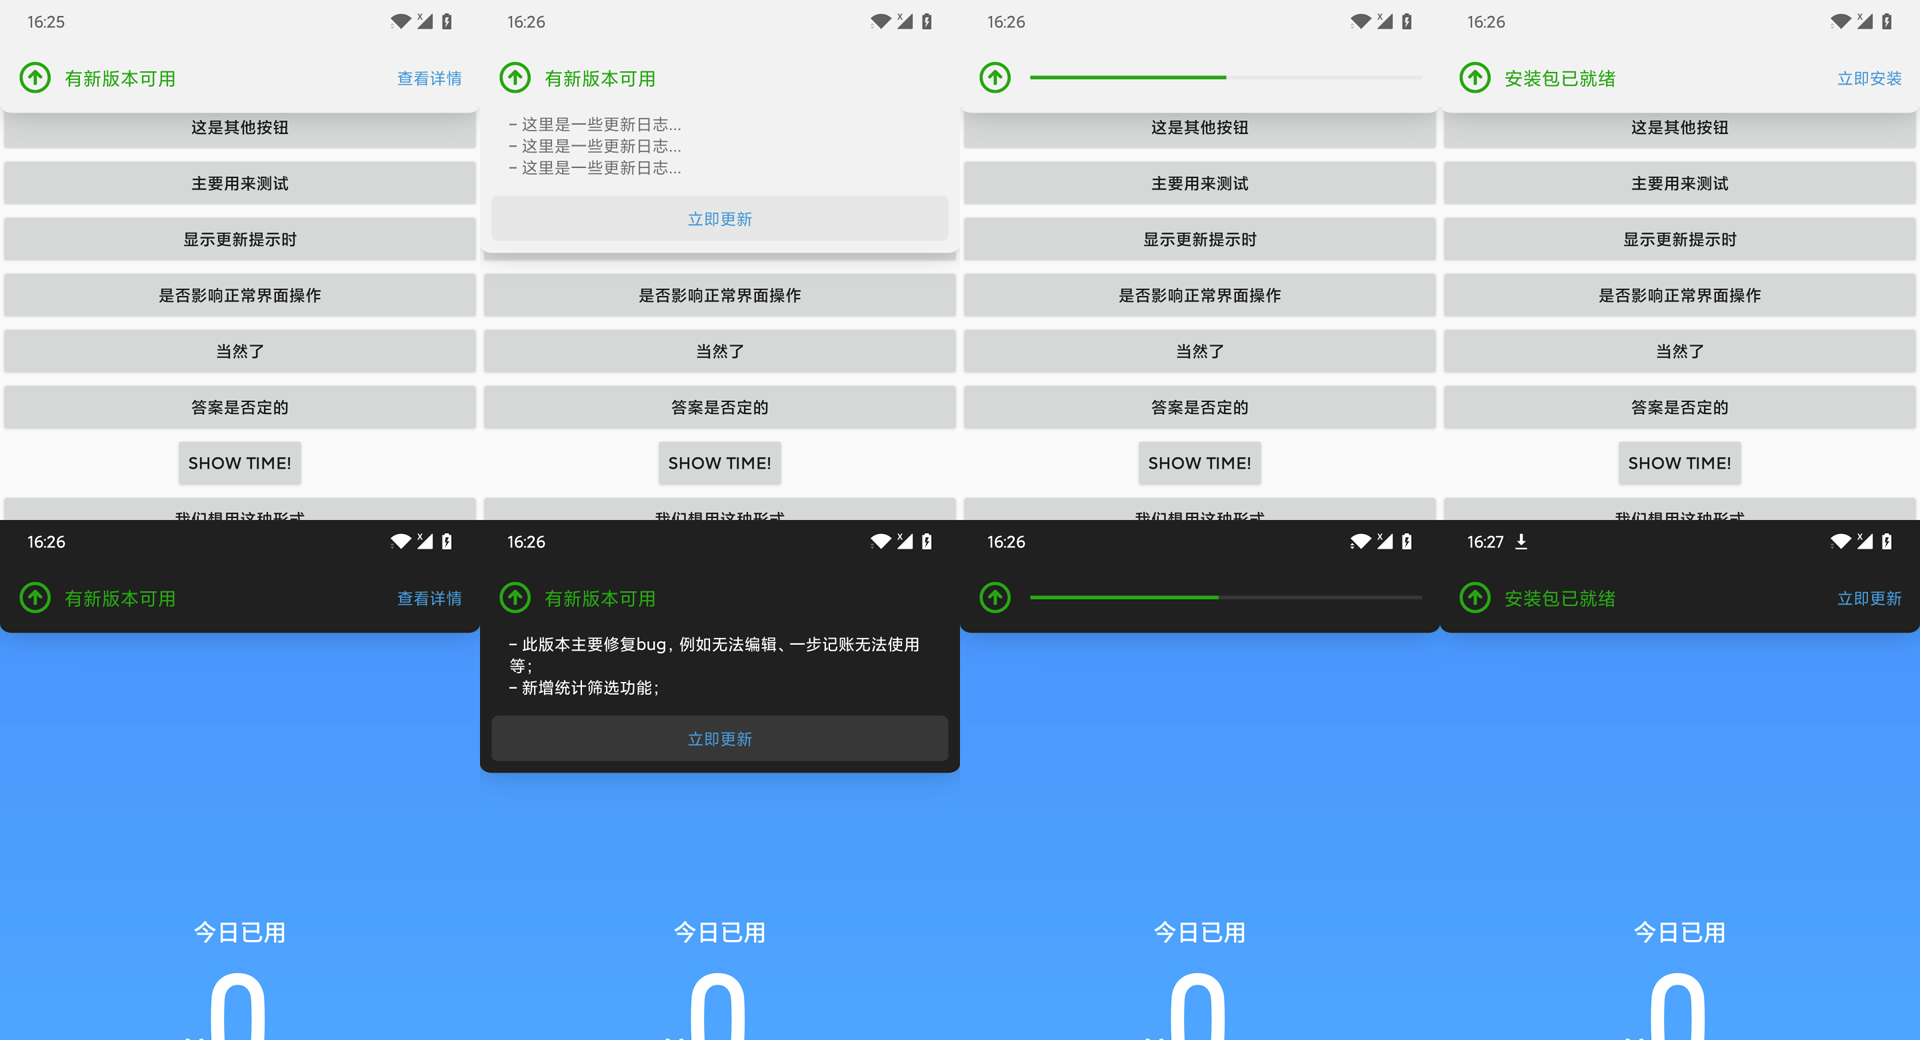 16:25
有新版本可用
查看详情
这是其他按钮
主要用来测试
显示更新提示时
是否影响正常界面操作
当然了
答案是否定的
SHOW TIME!
我们想用这种形式
16:26
有新版本可用
- 这里是一些更新日志...
- 这里是一些更新日志...
- 这里是一些更新日志...
立即更新
是否影响正常界面操作
当然了
答案是否定的
SHOW TIME!
我们想用这种形式
16:26
这是其他按钮
主要用来测试
显示更新提示时
是否影响正常界面操作
当然了
答案是否定的
SHOW TIME!
我们想用这种形式
16:26
安装包已就绪
立即安装
这是其他按钮
主要用来测试
显示更新提示时
是否影响正常界面操作
当然了
答案是否定的
SHOW TIME!
我们想用这种形式
16:26
有新版本可用
查看详情
今日已用
0
16:26
有新版本可用
- 此版本主要修复bug, 例如无法编辑、一步记账无法使用
等;
- 新增统计筛选功能;
立即更新
今日已用
0
16:26
今日已用
0
16:27
安装包已就绪
立即更新
今日已用
0